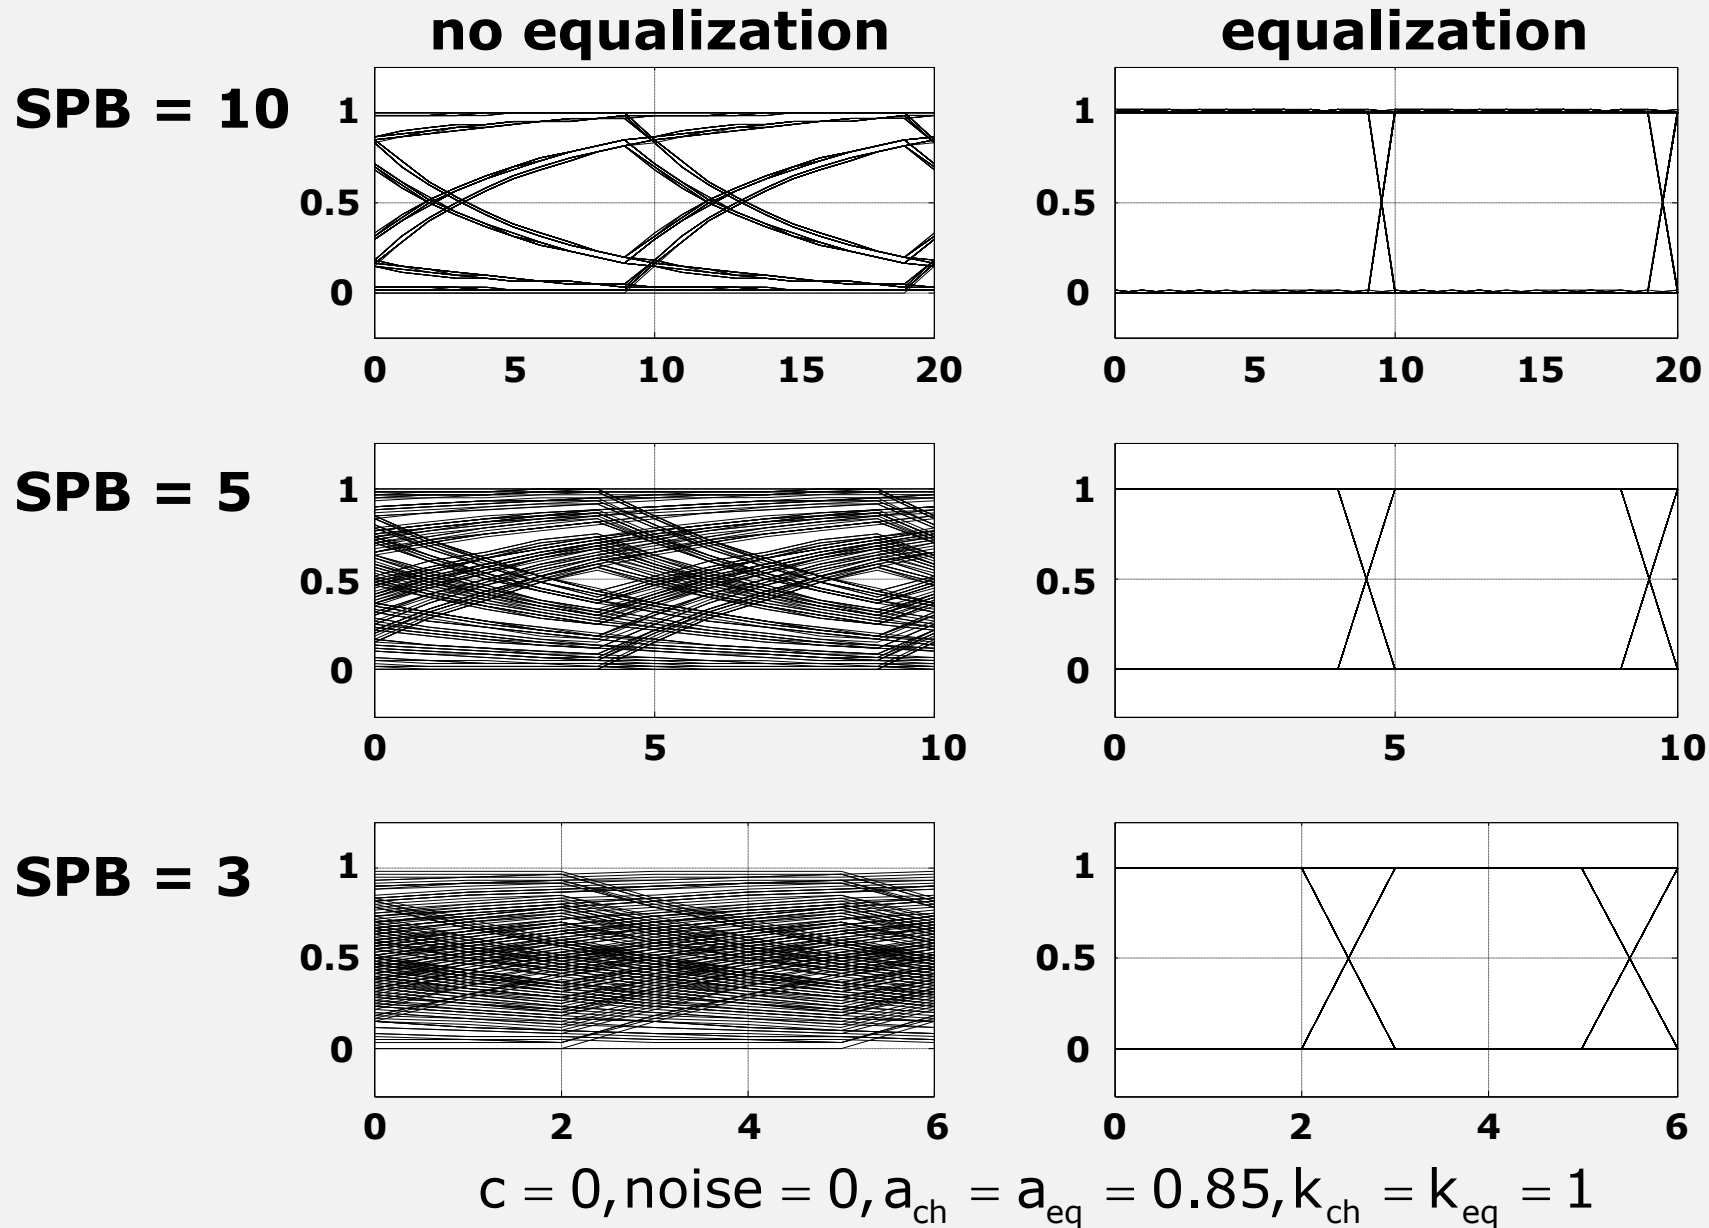 no equalization equalization
SPB = 10
1
0.5
0
0 5 10 15 20
1
0.5
0
0 5 10 15 20
SPB = 5
1
0.5
0
0 5 10
1
0.5
0
0 5 10
SPB = 3
1
0.5
0
0 2 4 6
1
0.5
0
0 2 4 6
c = 0, noise = 0, a_ch = a_eq = 0.85, k_ch = k_eq = 1